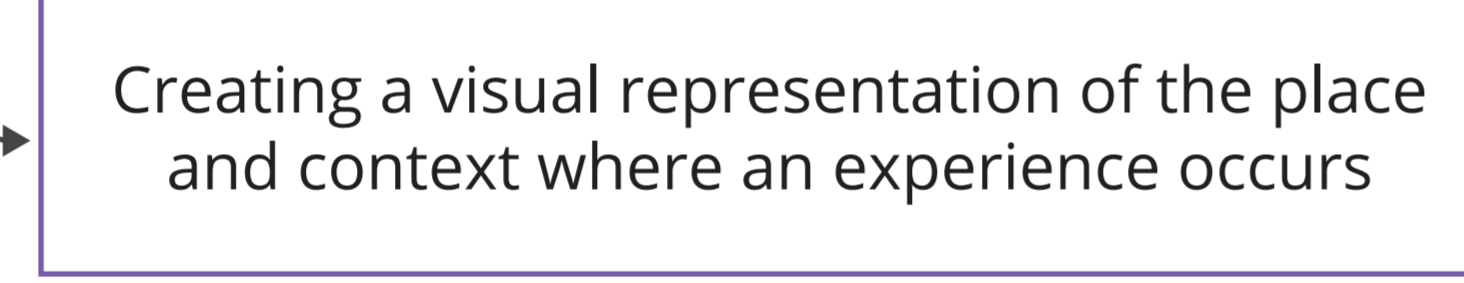 Creating a visual representation of the place
and context where an experience occurs